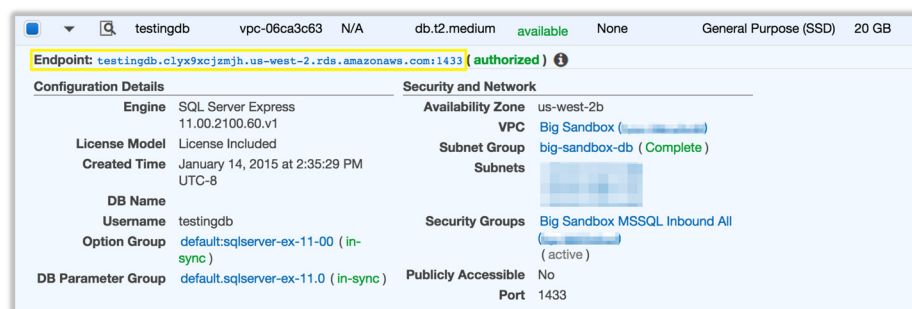 testingdb vpc-06ca3c63 N/A db.t2.medium available None General Purpose (SSD) 20 GB
Endpoint: testingdb.clyx9xcjzmjh.us-west-2.rds.amazonaws.com:1433 ( authorized )
Configuration Details
Engine SQL Server Express
11.00.2100.60.v1
License Model License Included
Created Time January 14, 2015 at 2:35:29 PM
UTC-8
DB Name
Username testingdb
Option Group default:sqlserver-ex-11-00 ( in-
sync )
DB Parameter Group default.sqlserver-ex-11.0 ( in-sync )
Security and Network
Availability Zone us-west-2b
VPC Big Sandbox ( )
Subnet Group big-sandbox-db ( Complete )
Subnets
Security Groups Big Sandbox MSSQL Inbound All
( )
( active )
Publicly Accessible No
Port 1433